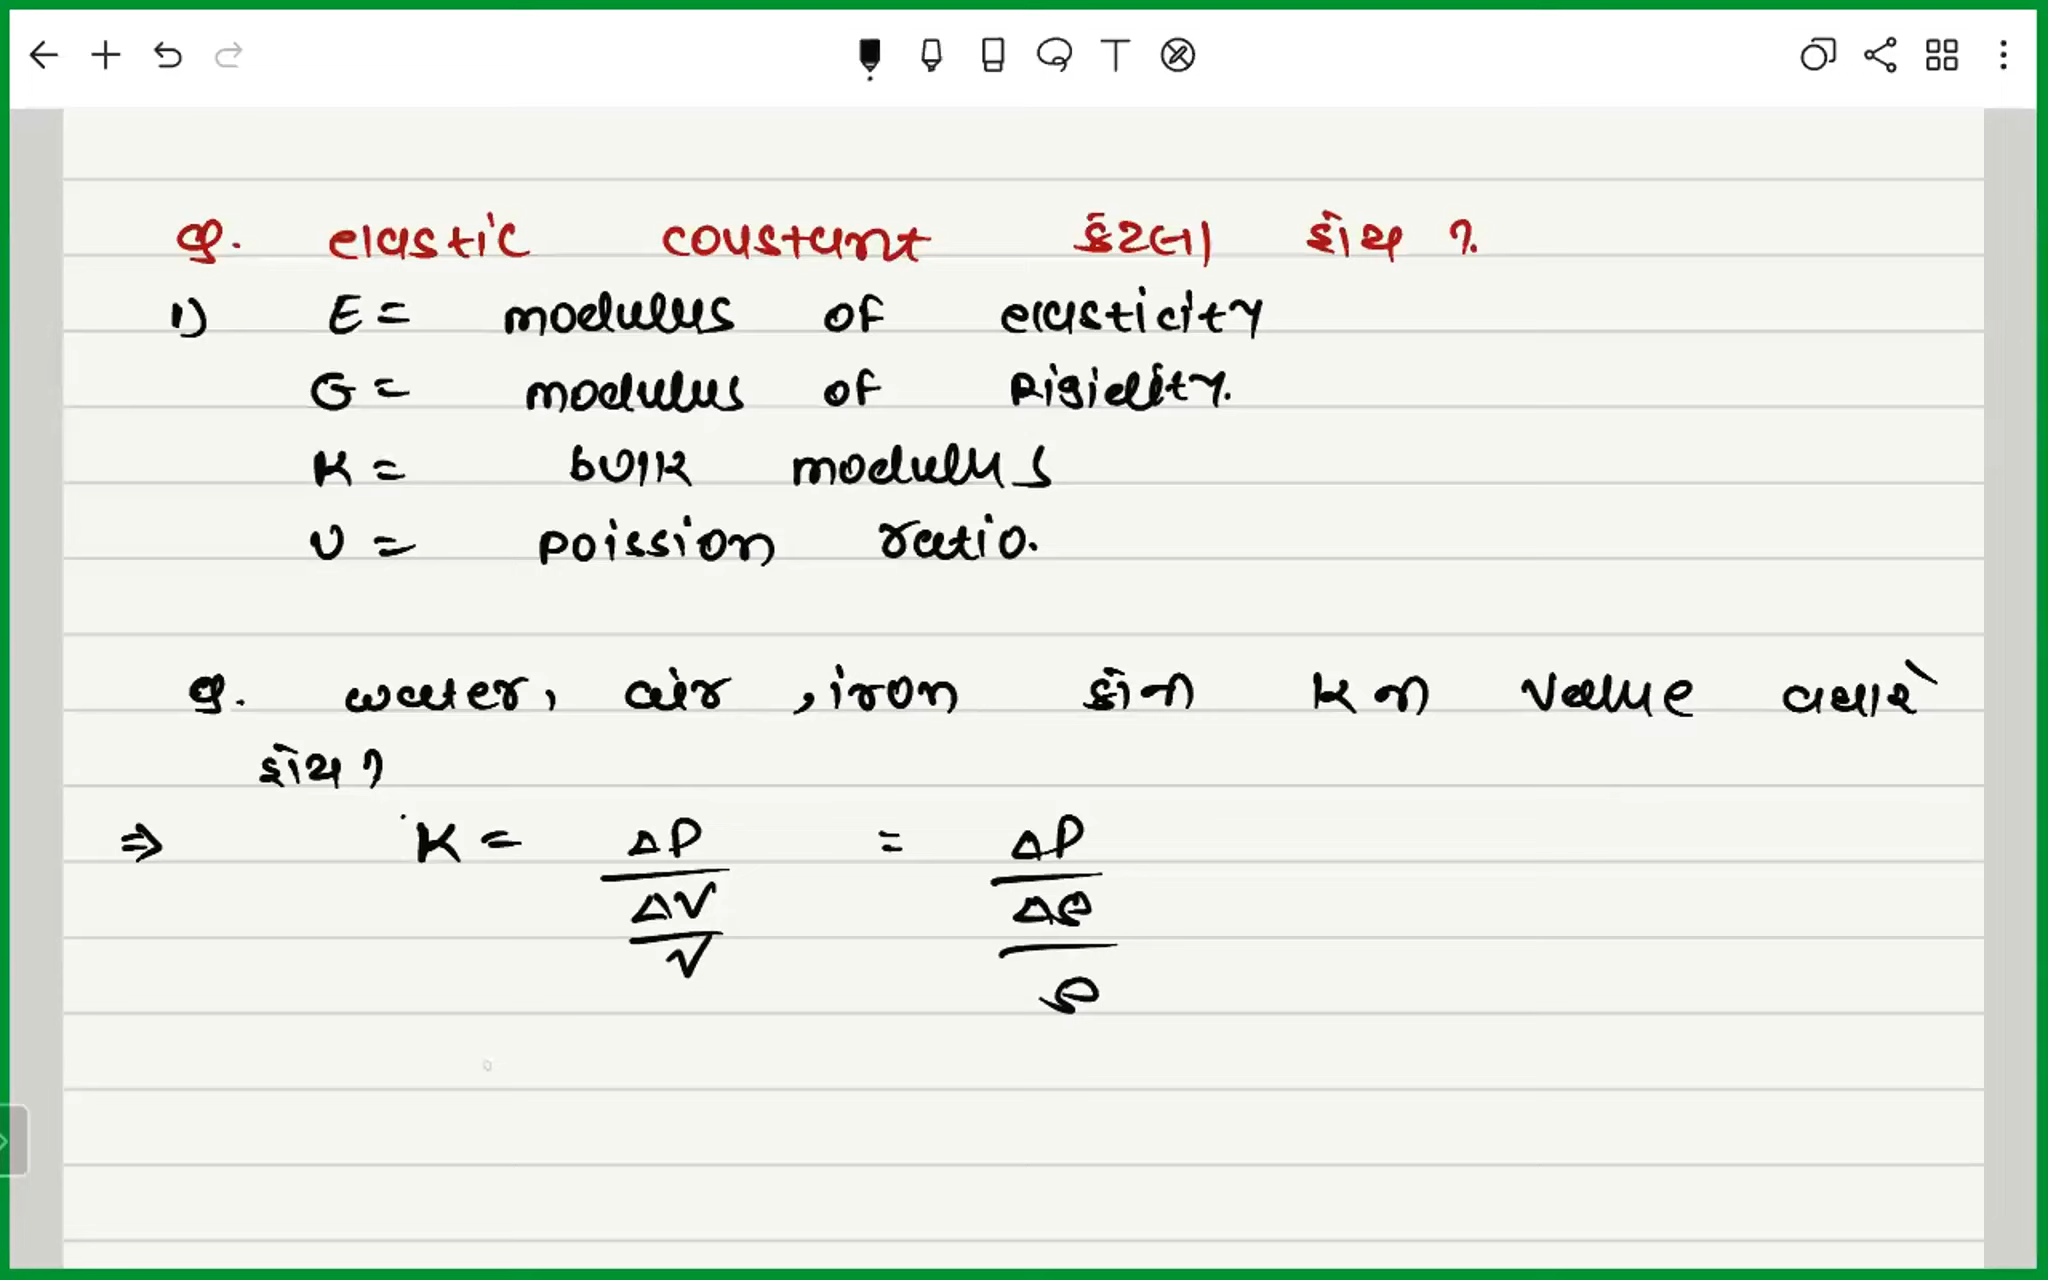 Q. elastic constant કેટલા હોય ?
1) E = modulus of elasticity
G = modulus of Rigidity.
K = bulk modulus
υ = poission ratio.
Q. water, air , iron કોન K ન value વધારે
હોય ?
⇒ K = ΔP / (ΔV / V) = ΔP / (Δρ / ρ)